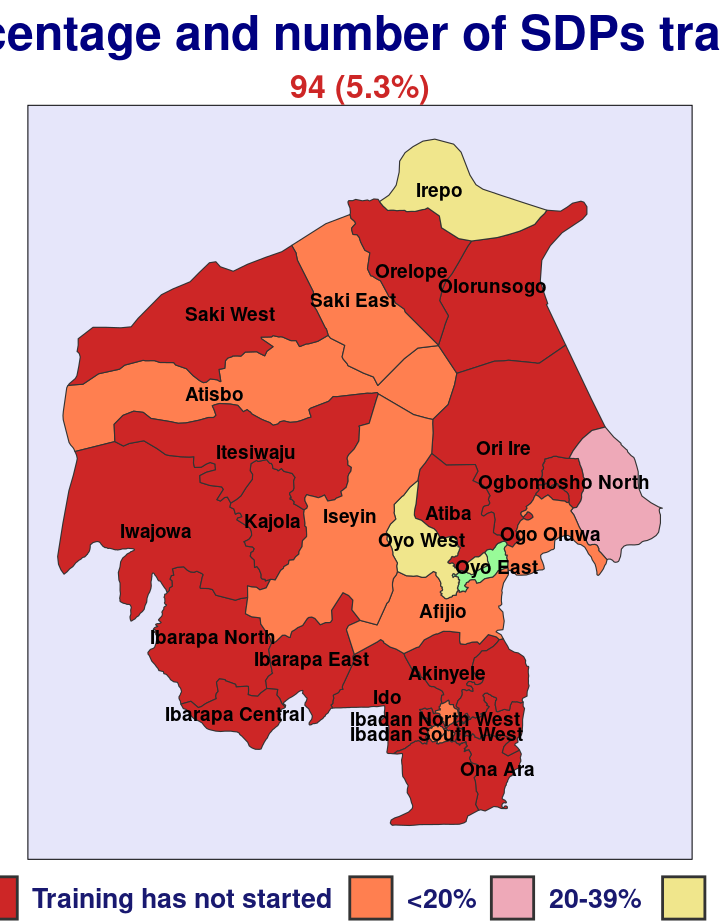 centage and number of SDPs tra
94 (5.3%)
Irepo
Orelope
Olorunsogo
Saki East
Saki West
Atisbo
Itesiwaju
Ori Ire
Ogbomosho North
Iseyin
Atiba
Kajola
Iwajowa
Oyo West
Ogo Oluwa
Oyo East
Afijio
Ibarapa North
Ibarapa East
Akinyele
Ido
Ibarapa Central
Ibadan North West
Ibadan South West
Ona Ara
Training has not started <20% 20-39%